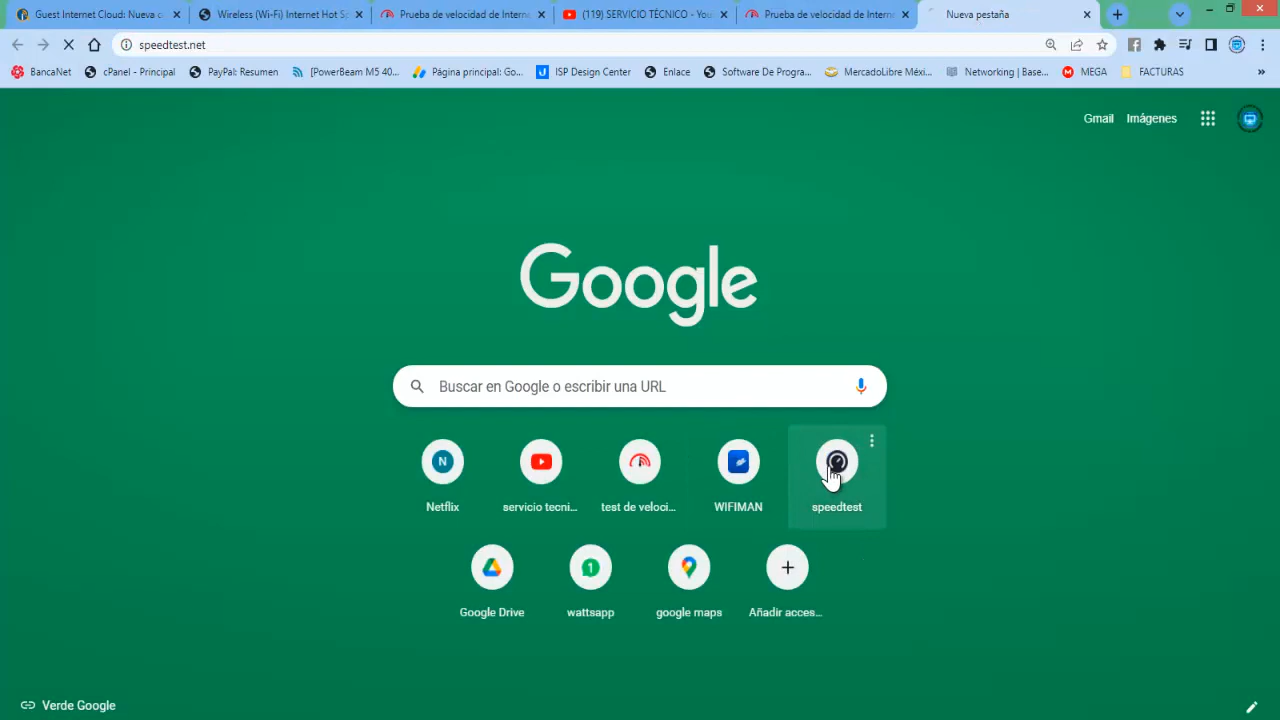 Guest Internet Cloud: Nueva c
Wireless (Wi-Fi) Internet Hot Sp
Prueba de velocidad de Interna
(119) SERVICIO TÉCNICO - You
Prueba de velocidad de Interna
Nueva pestaña
speedtest.net
BancaNet
cPanel - Principal
PayPal: Resumen
[PowerBeam M5 40...
Página principal: Go...
ISP Design Center
Enlace
Software De Progra...
MercadoLibre Méxi...
Networking | Base...
MEGA
FACTURAS
»
Gmail
Imágenes
Google
Buscar en Google o escribir una URL
N
Netflix
servicio tecni...
test de veloci...
WIFIMAN
speedtest
1
Google Drive
wattsapp
google maps
Añadir acces...
Verde Google